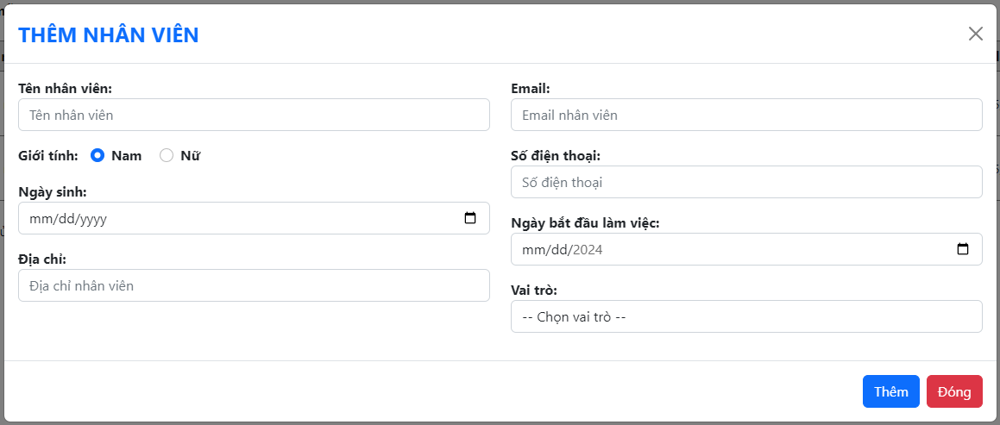 THÊM NHÂN VIÊN
Tên nhân viên:
Tên nhân viên
Giới tính: Nam Nữ
Ngày sinh:
mm/dd/yyyy
Địa chỉ:
Địa chỉ nhân viên
Email:
Email nhân viên
Số điện thoại:
Số điện thoại
Ngày bắt đầu làm việc:
mm/dd/2024
Vai trò:
-- Chọn vai trò --
Thêm Đóng